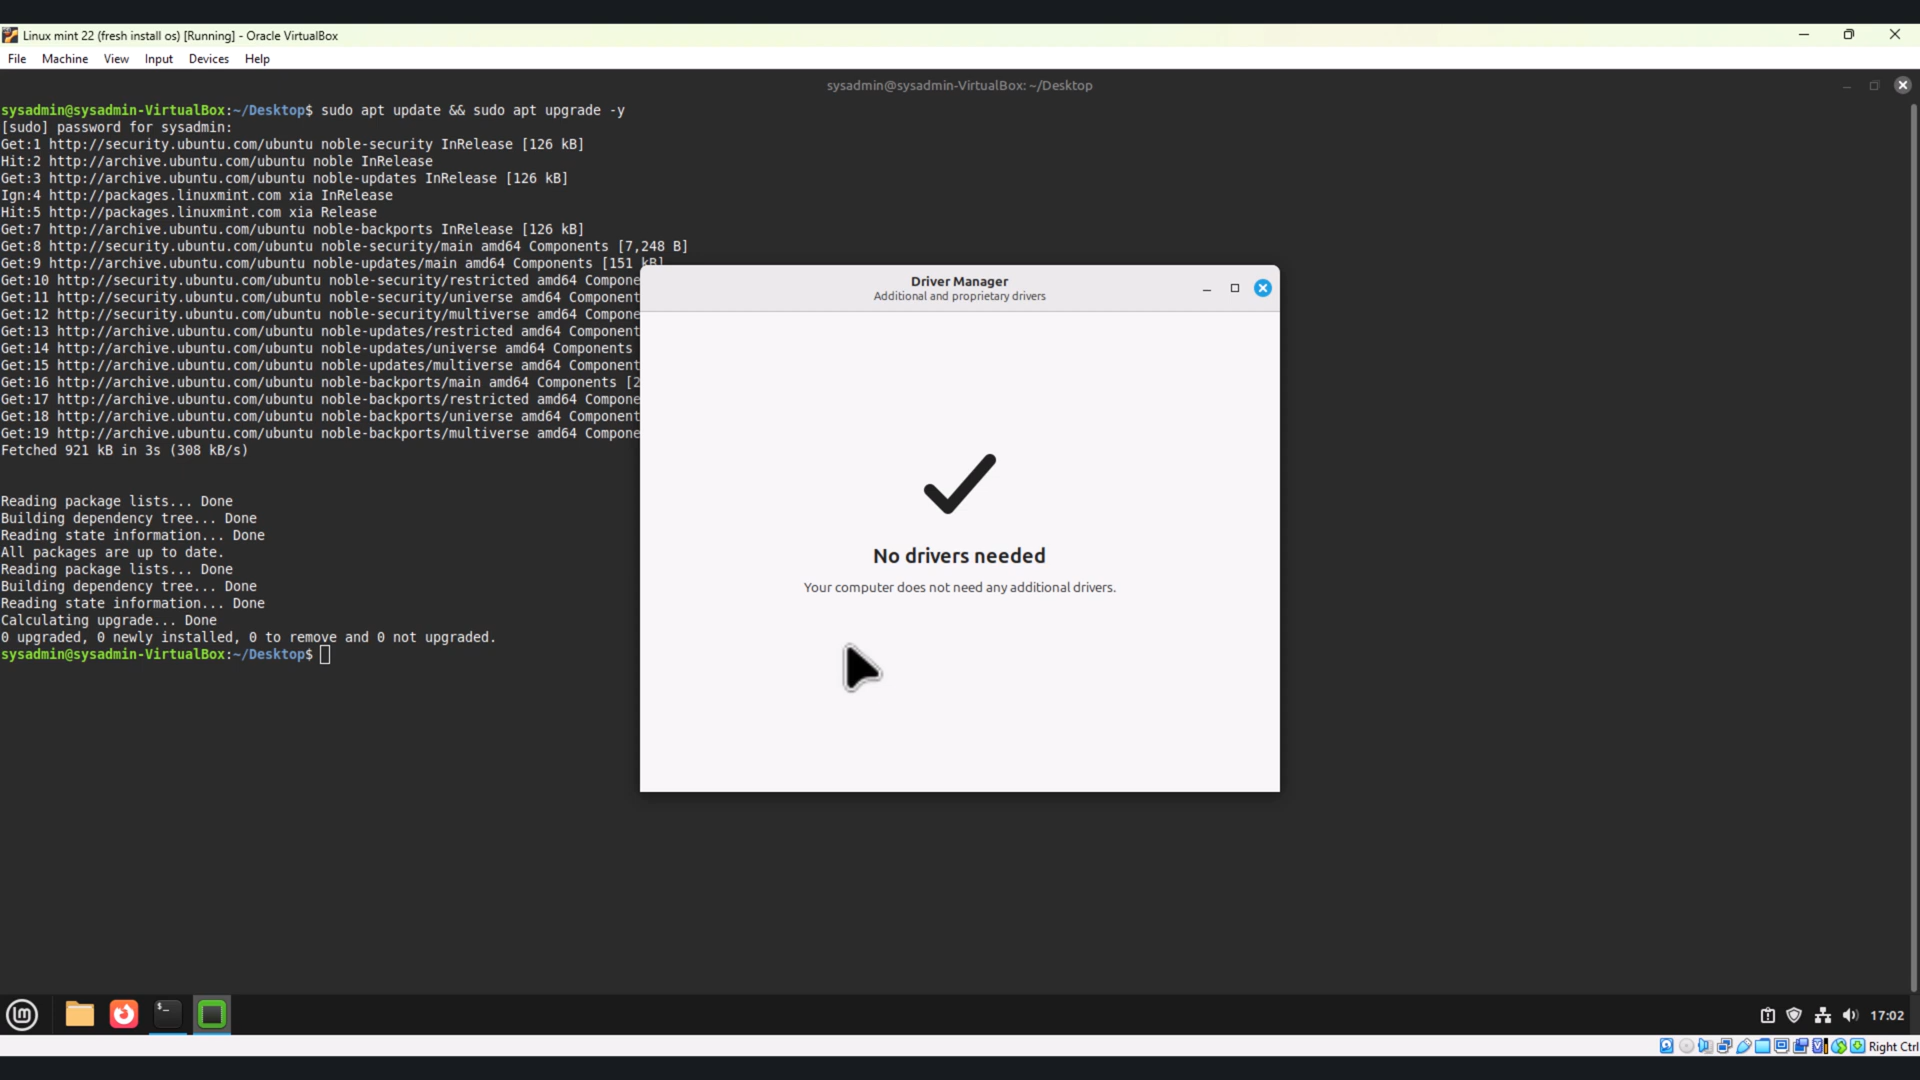 Linux mint 22 (fresh install os) [Running] - Oracle VirtualBox
File Machine View Input Devices Help
sysadmin@sysadmin-VirtualBox: ~/Desktop
sysadmin@sysadmin-VirtualBox:~/Desktop$ sudo apt update && sudo apt upgrade -y
[sudo] password for sysadmin:
Get:1 http://security.ubuntu.com/ubuntu noble-security InRelease [126 kB]
Hit:2 http://archive.ubuntu.com/ubuntu noble InRelease
Get:3 http://archive.ubuntu.com/ubuntu noble-updates InRelease [126 kB]
Ign:4 http://packages.linuxmint.com xia InRelease
Hit:5 http://packages.linuxmint.com xia Release
Get:7 http://archive.ubuntu.com/ubuntu noble-backports InRelease [126 kB]
Get:8 http://security.ubuntu.com/ubuntu noble-security/main amd64 Components [7,248 B]
Get:9 http://archive.ubuntu.com/ubuntu noble-updates/main amd64 Components [151 kB]
Get:10 http://security.ubuntu.com/ubuntu noble-security/restricted amd64 Compone
Get:11 http://security.ubuntu.com/ubuntu noble-security/universe amd64 Component
Get:12 http://security.ubuntu.com/ubuntu noble-security/multiverse amd64 Compone
Get:13 http://archive.ubuntu.com/ubuntu noble-updates/restricted amd64 Component
Get:14 http://archive.ubuntu.com/ubuntu noble-updates/universe amd64 Components
Get:15 http://archive.ubuntu.com/ubuntu noble-updates/multiverse amd64 Component
Get:16 http://archive.ubuntu.com/ubuntu noble-backports/main amd64 Components [2
Get:17 http://archive.ubuntu.com/ubuntu noble-backports/restricted amd64 Compone
Get:18 http://archive.ubuntu.com/ubuntu noble-backports/universe amd64 Component
Get:19 http://archive.ubuntu.com/ubuntu noble-backports/multiverse amd64 Compone
Fetched 921 kB in 3s (308 kB/s)
Reading package lists... Done
Building dependency tree... Done
Reading state information... Done
All packages are up to date.
Reading package lists... Done
Building dependency tree... Done
Reading state information... Done
Calculating upgrade... Done
0 upgraded, 0 newly installed, 0 to remove and 0 not upgraded.
sysadmin@sysadmin-VirtualBox:~/Desktop$
Driver Manager
Additional and proprietary drivers
No drivers needed
Your computer does not need any additional drivers.
17:02
Right Ctrl